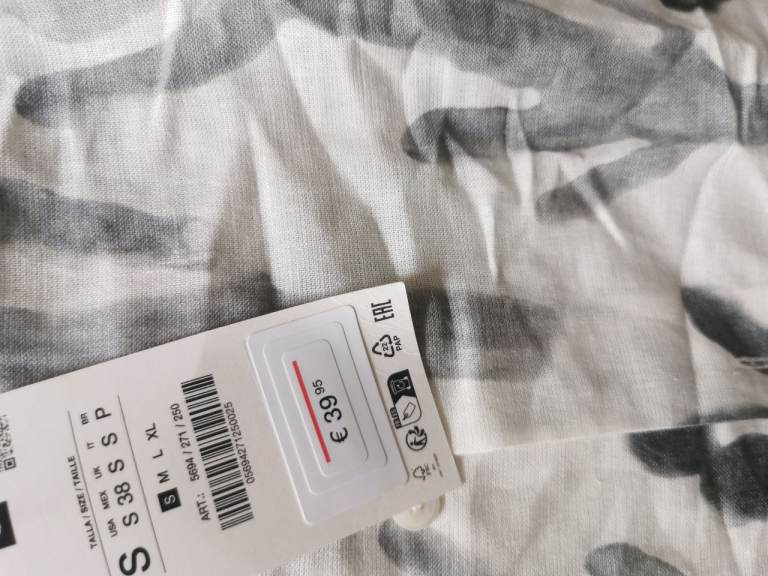 TALLA / SIZE / TAILLE
USA MEX UK IT BR
S S 38 S S P
S M L XL
ART.: 5694 / 271 / 250
05694271250025
€ 39 95
22
PAP
EAC